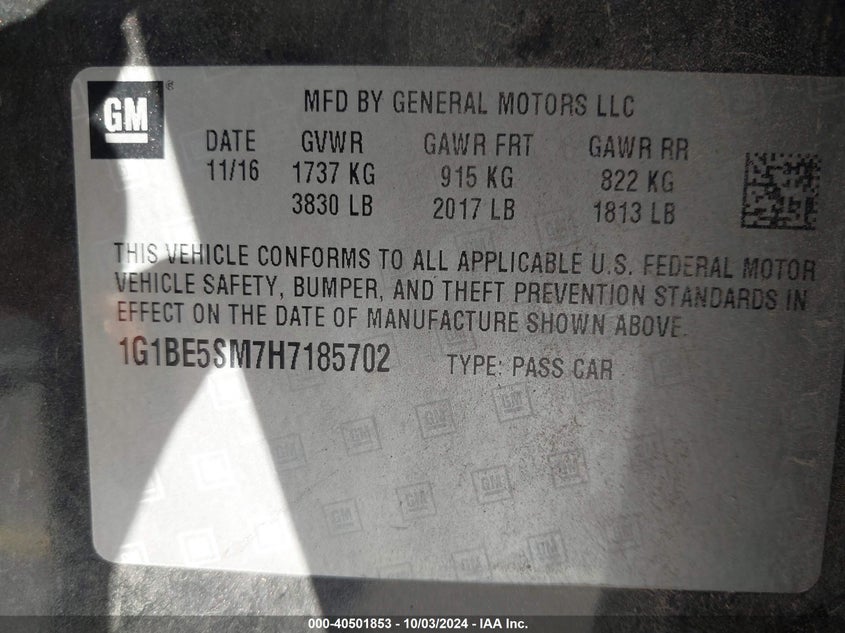 GM ®
MFD BY GENERAL MOTORS LLC
DATE GVWR GAWR FRT GAWR RR
11/16 1737 KG 915 KG 822 KG
3830 LB 2017 LB 1813 LB
THIS VEHICLE CONFORMS TO ALL APPLICABLE U.S. FEDERAL MOTOR
VEHICLE SAFETY, BUMPER, AND THEFT PREVENTION STANDARDS IN
EFFECT ON THE DATE OF MANUFACTURE SHOWN ABOVE.
1G1BE5SM7H7185702 TYPE: PASS CAR
000-40501853 - 10/03/2024 - IAA Inc.